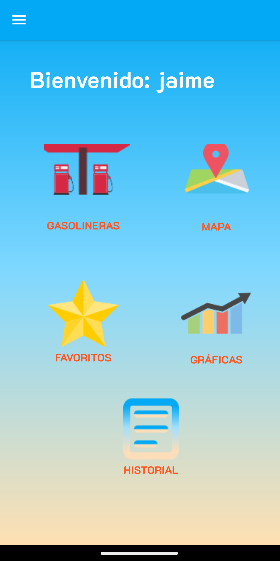 Bienvenido: jaime
GASOLINERAS
MAPA
FAVORITOS
GRÁFICAS
HISTORIAL